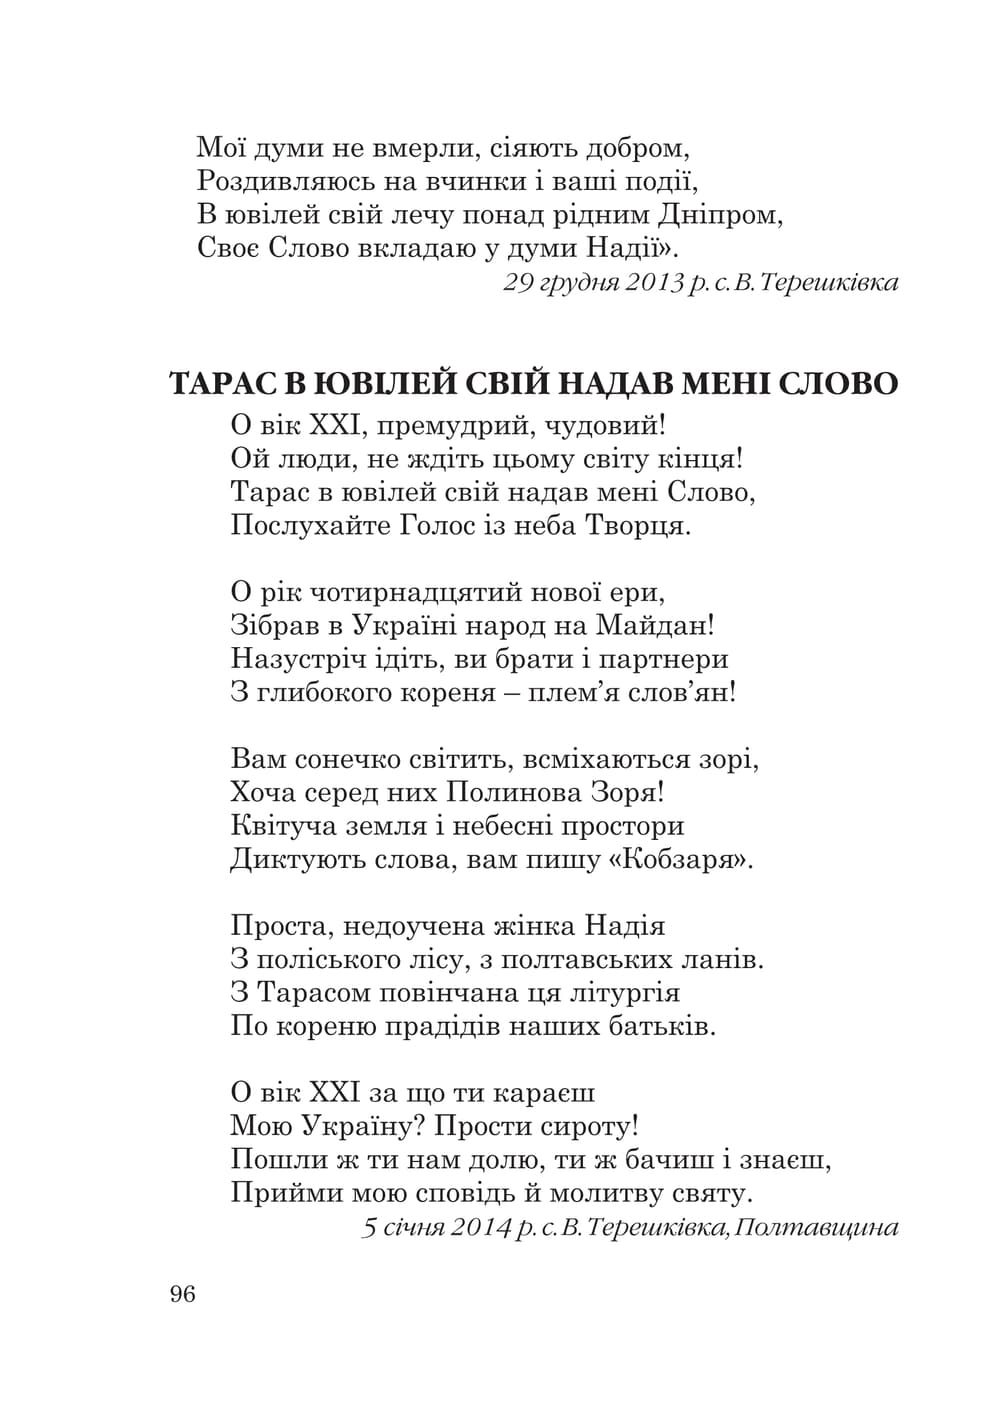 Мої думи не вмерли, сіяють добром,
Роздивляюсь на вчинки і ваші події,
В ювілей свій лечу понад рідним Дніпром,
Своє Слово вкладаю у думи Надії».
29 грудня 2013 р. с. В. Терешківка
ТАРАС В ЮВІЛЕЙ СВІЙ НАДАВ МЕНІ СЛОВО
О вік XXI, премудрий, чудовий!
Ой люди, не ждіть цьому світу кінця!
Тарас в ювілей свій надав мені Слово,
Послухайте Голос із неба Творця.
О рік чотирнадцятий нової ери,
Зібрав в Україні народ на Майдан!
Назустріч ідіть, ви брати і партнери
З глибокого кореня – плем’я слов’ян!
Вам сонечко світить, всміхаються зорі,
Хоча серед них Полинова Зоря!
Квітуча земля і небесні простори
Диктують слова, вам пишу «Кобзаря».
Проста, недоучена жінка Надія
З поліського лісу, з полтавських ланів.
З Тарасом повінчана ця літургія
По кореню прадідів наших батьків.
О вік XXI за що ти караєш
Мою Україну? Прости сироту!
Пошли ж ти нам долю, ти ж бачиш і знаєш,
Прийми мою сповідь й молитву святу.
5 січня 2014 р. с. В. Терешківка, Полтавщина
96